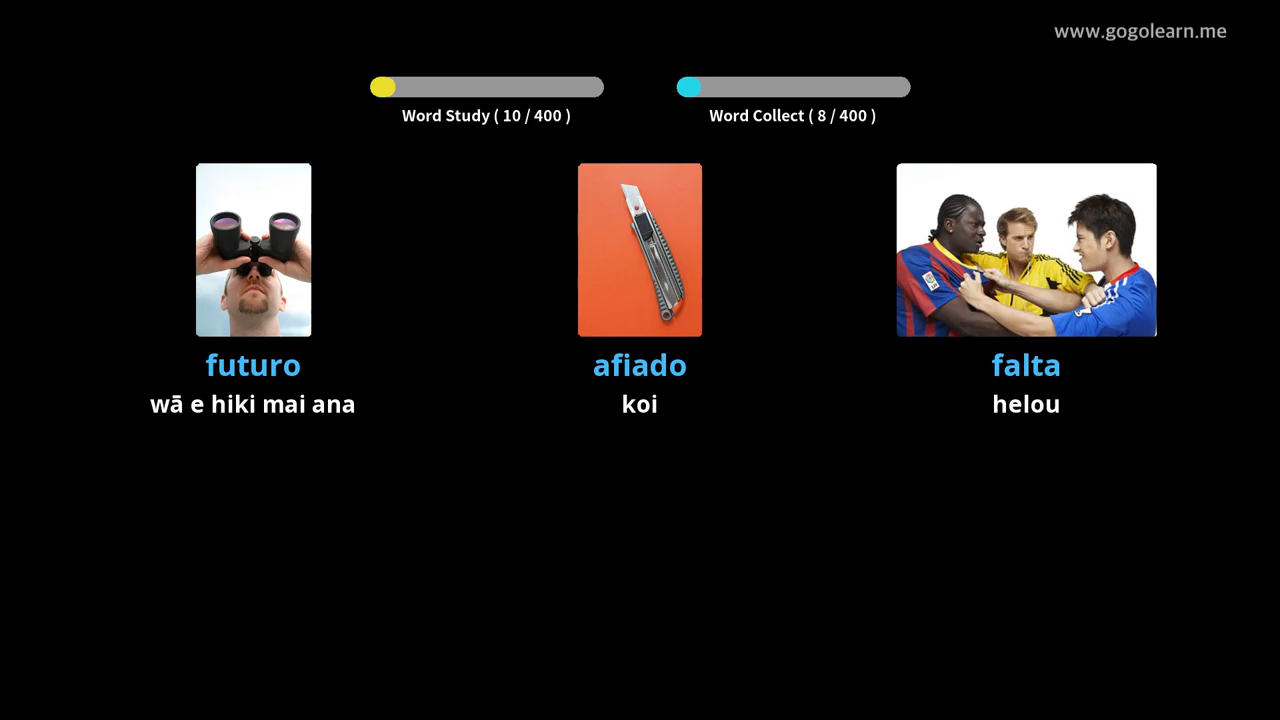 www.gogolearn.me
Word Study ( 10 / 400 )
Word Collect ( 8 / 400 )
futuro
afiado
falta
wā e hiki mai ana
koi
helou